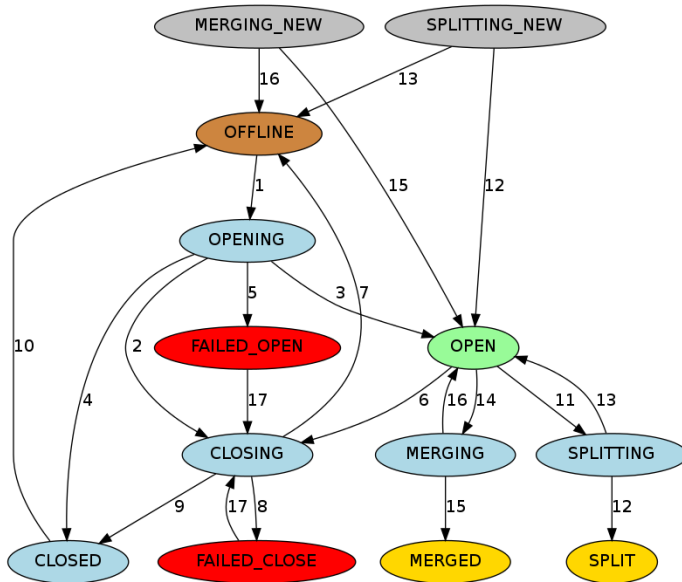 MERGING_NEW
SPLITTING_NEW
16
13
OFFLINE
1
15
12
OPENING
5
3
7
FAILED_OPEN
OPEN
10
4
2
17
6
16
14
11
13
CLOSING
MERGING
SPLITTING
9
17
8
15
12
CLOSED
FAILED_CLOSE
MERGED
SPLIT